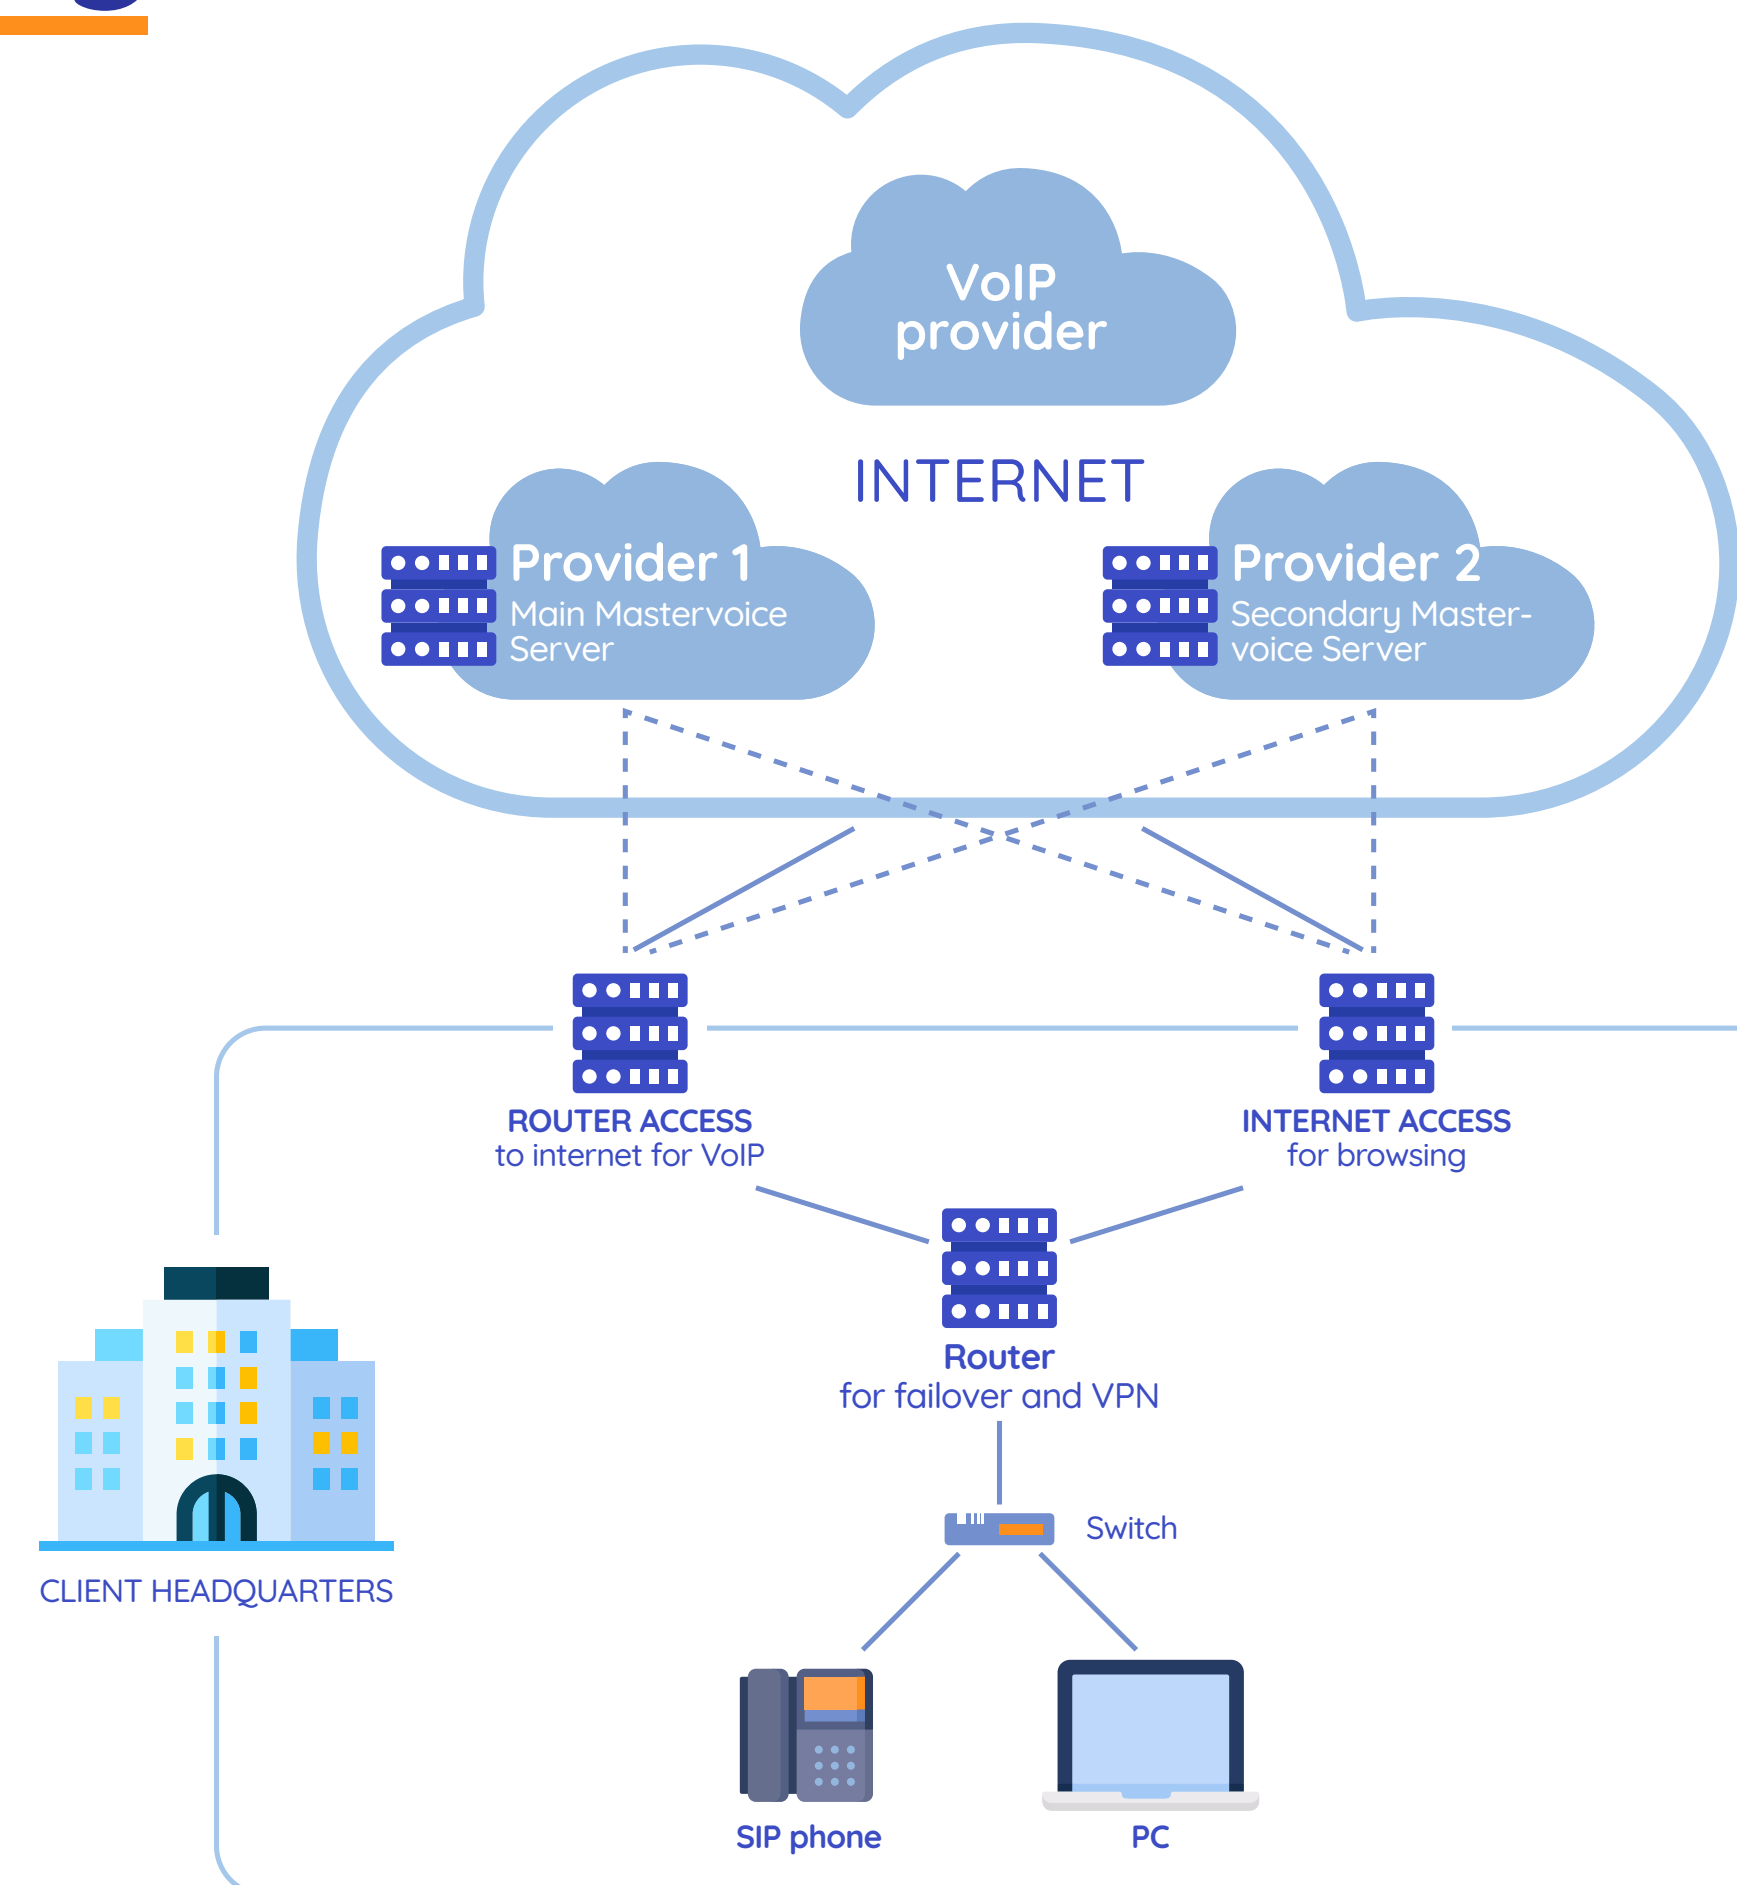 VoIP
provider
INTERNET
Provider 1
Main Mastervoice
Server
Provider 2
Secondary Master-
voice Server
ROUTER ACCESS
to internet for VoIP
INTERNET ACCESS
for browsing
Router
for failover and VPN
Switch
CLIENT HEADQUARTERS
SIP phone
PC